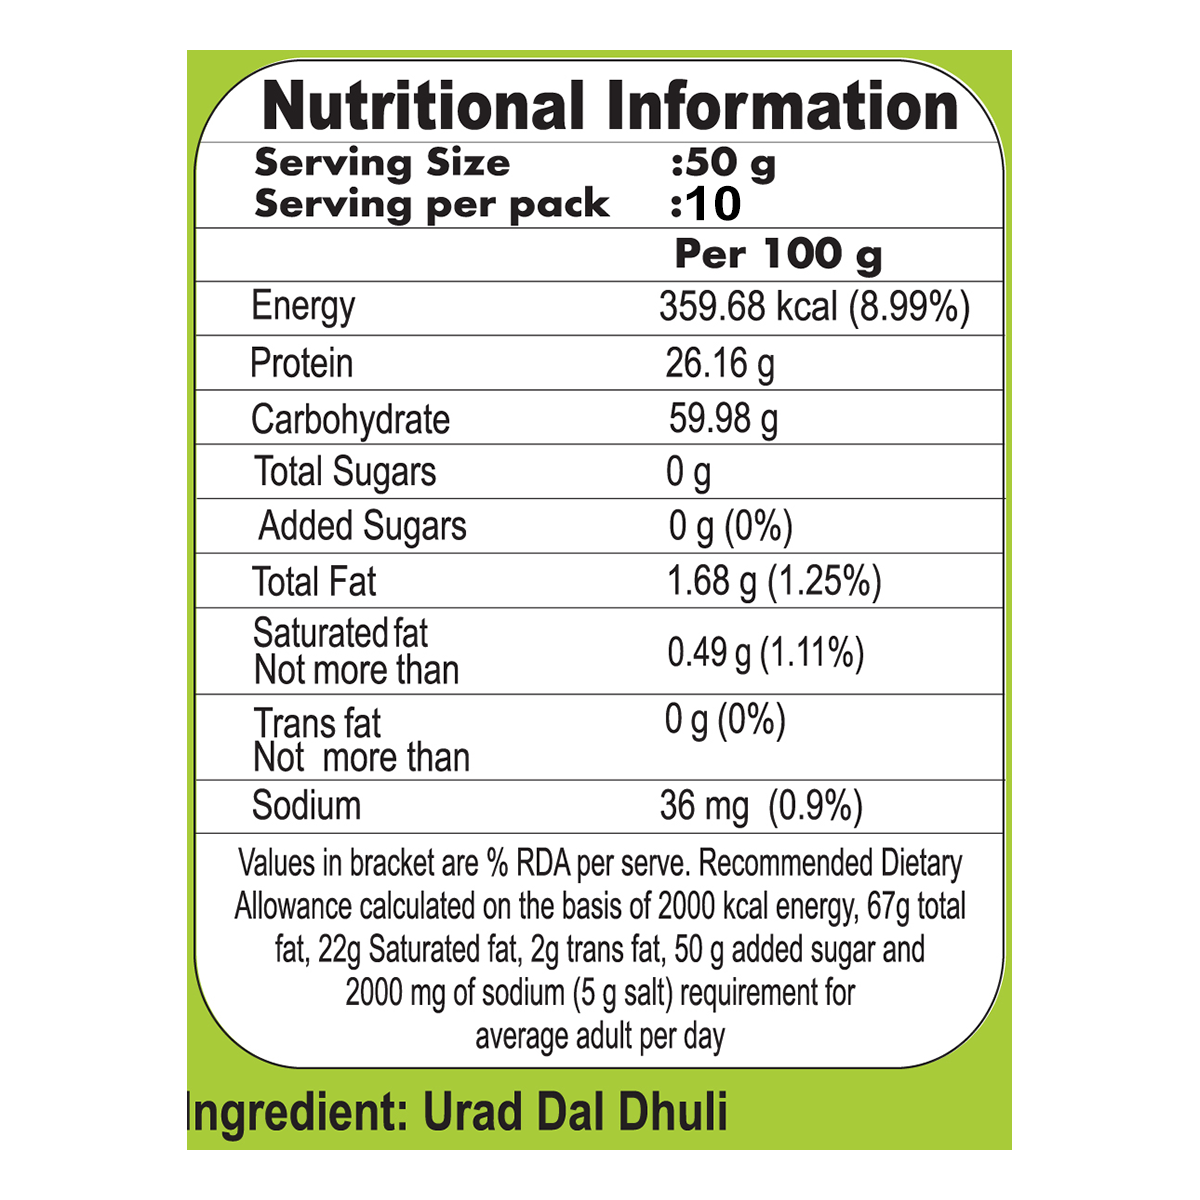 Nutritional Information
Serving Size :50 g
Serving per pack :10
Per 100 g
Energy 359.68 kcal (8.99%)
Protein 26.16 g
Carbohydrate 59.98 g
Total Sugars 0 g
Added Sugars 0 g (0%)
Total Fat 1.68 g (1.25%)
Saturated fat
Not more than 0.49 g (1.11%)
Trans fat 0 g (0%)
Not more than
Sodium 36 mg (0.9%)
Values in bracket are % RDA per serve. Recommended Dietary
Allowance calculated on the basis of 2000 kcal energy, 67g total
fat, 22g Saturated fat, 2g trans fat, 50 g added sugar and
2000 mg of sodium (5 g salt) requirement for
average adult per day
Ingredient: Urad Dal Dhuli